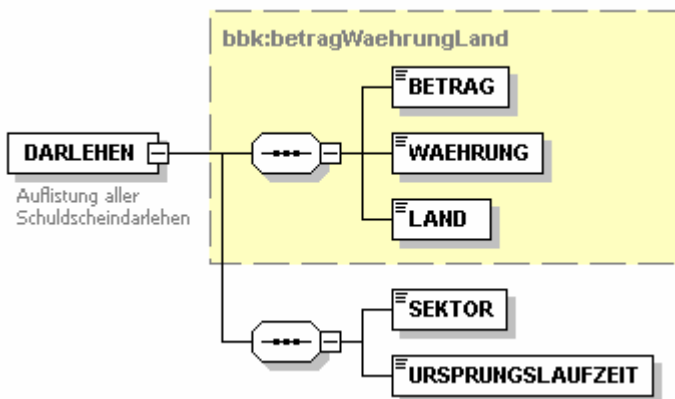 bbk:betragWaehrungLand
BETRAG
DARLEHEN
WAEHRUNG
Auflistung aller
Schuldscheindarlehen
LAND
SEKTOR
URSPRUNGSLAUFZEIT